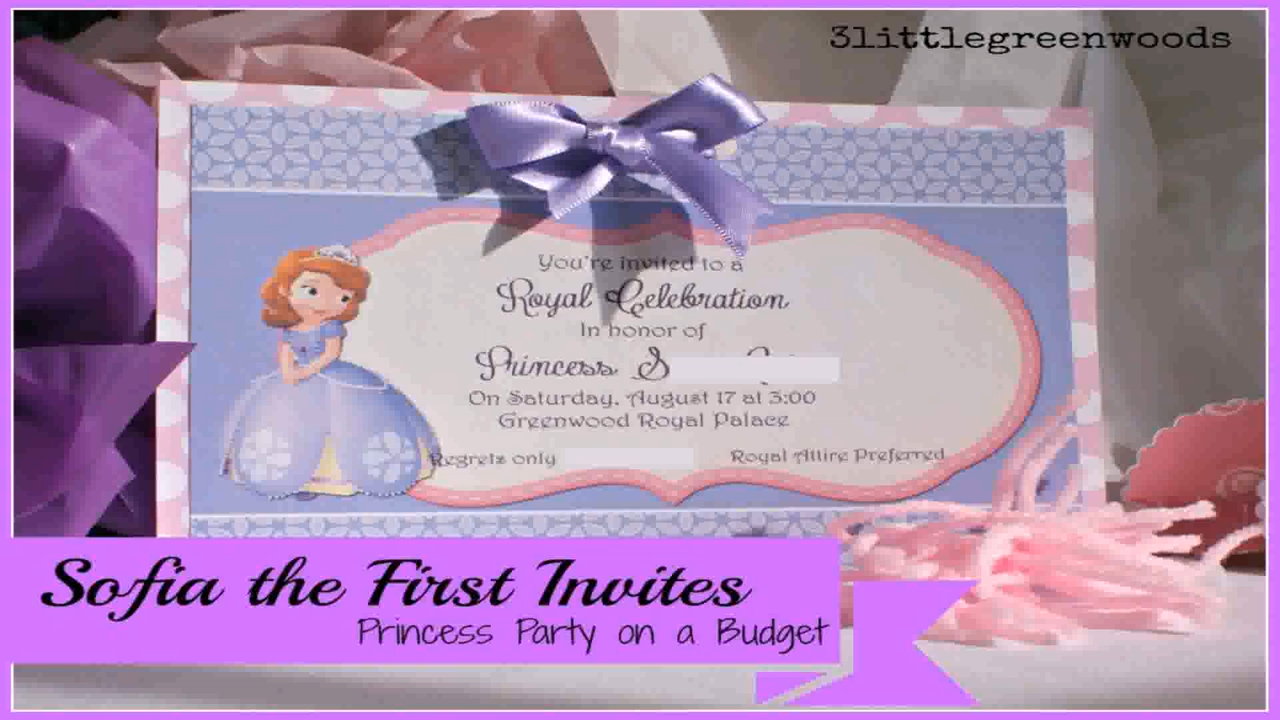 3littlegreenwoods
You're invited to a
Royal Celebration
In honor of
Princess S
On Saturday, August 17 at 3:00
Greenwood Royal Palace
Regrets only
Royal Attire Preferred
Sofia the First Invites
Princess Party on a Budget